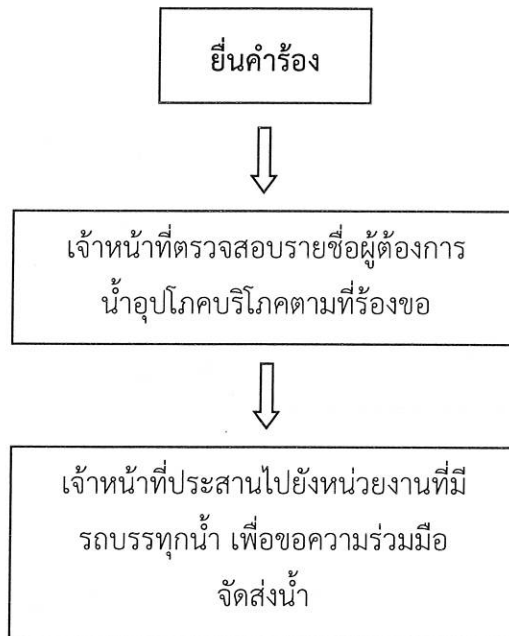 ยื่นคำร้อง
เจ้าหน้าที่ตรวจสอบรายชื่อผู้ต้องการ
น้ำอุปโภคบริโภคตามที่ร้องขอ
เจ้าหน้าที่ประสานไปยังหน่วยงานที่มี
รถบรรทุกน้ำ เพื่อขอความร่วมมือ
จัดส่งน้ำ